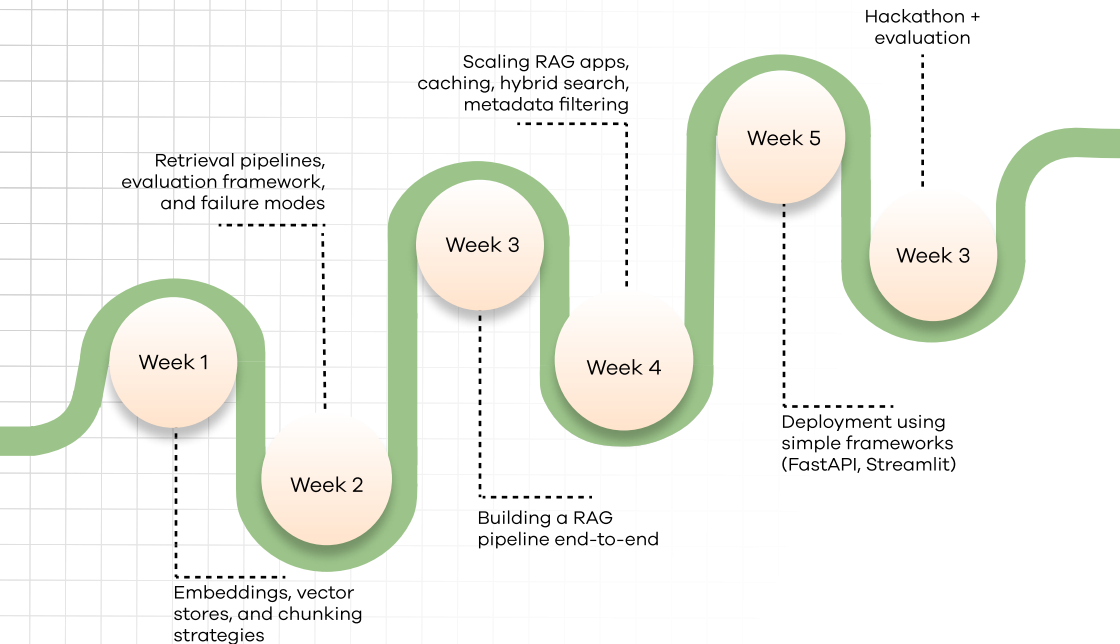 Hackathon +
evaluation
Scaling RAG apps,
caching, hybrid search,
metadata filtering
Week 5
Retrieval pipelines,
evaluation framework,
and failure modes
Week 3
Week 3
Week 1
Week 4
Deployment using
simple frameworks
(FastAPI, Streamlit)
Week 2
Building a RAG
pipeline end-to-end
Embeddings, vector
stores, and chunking
strategies